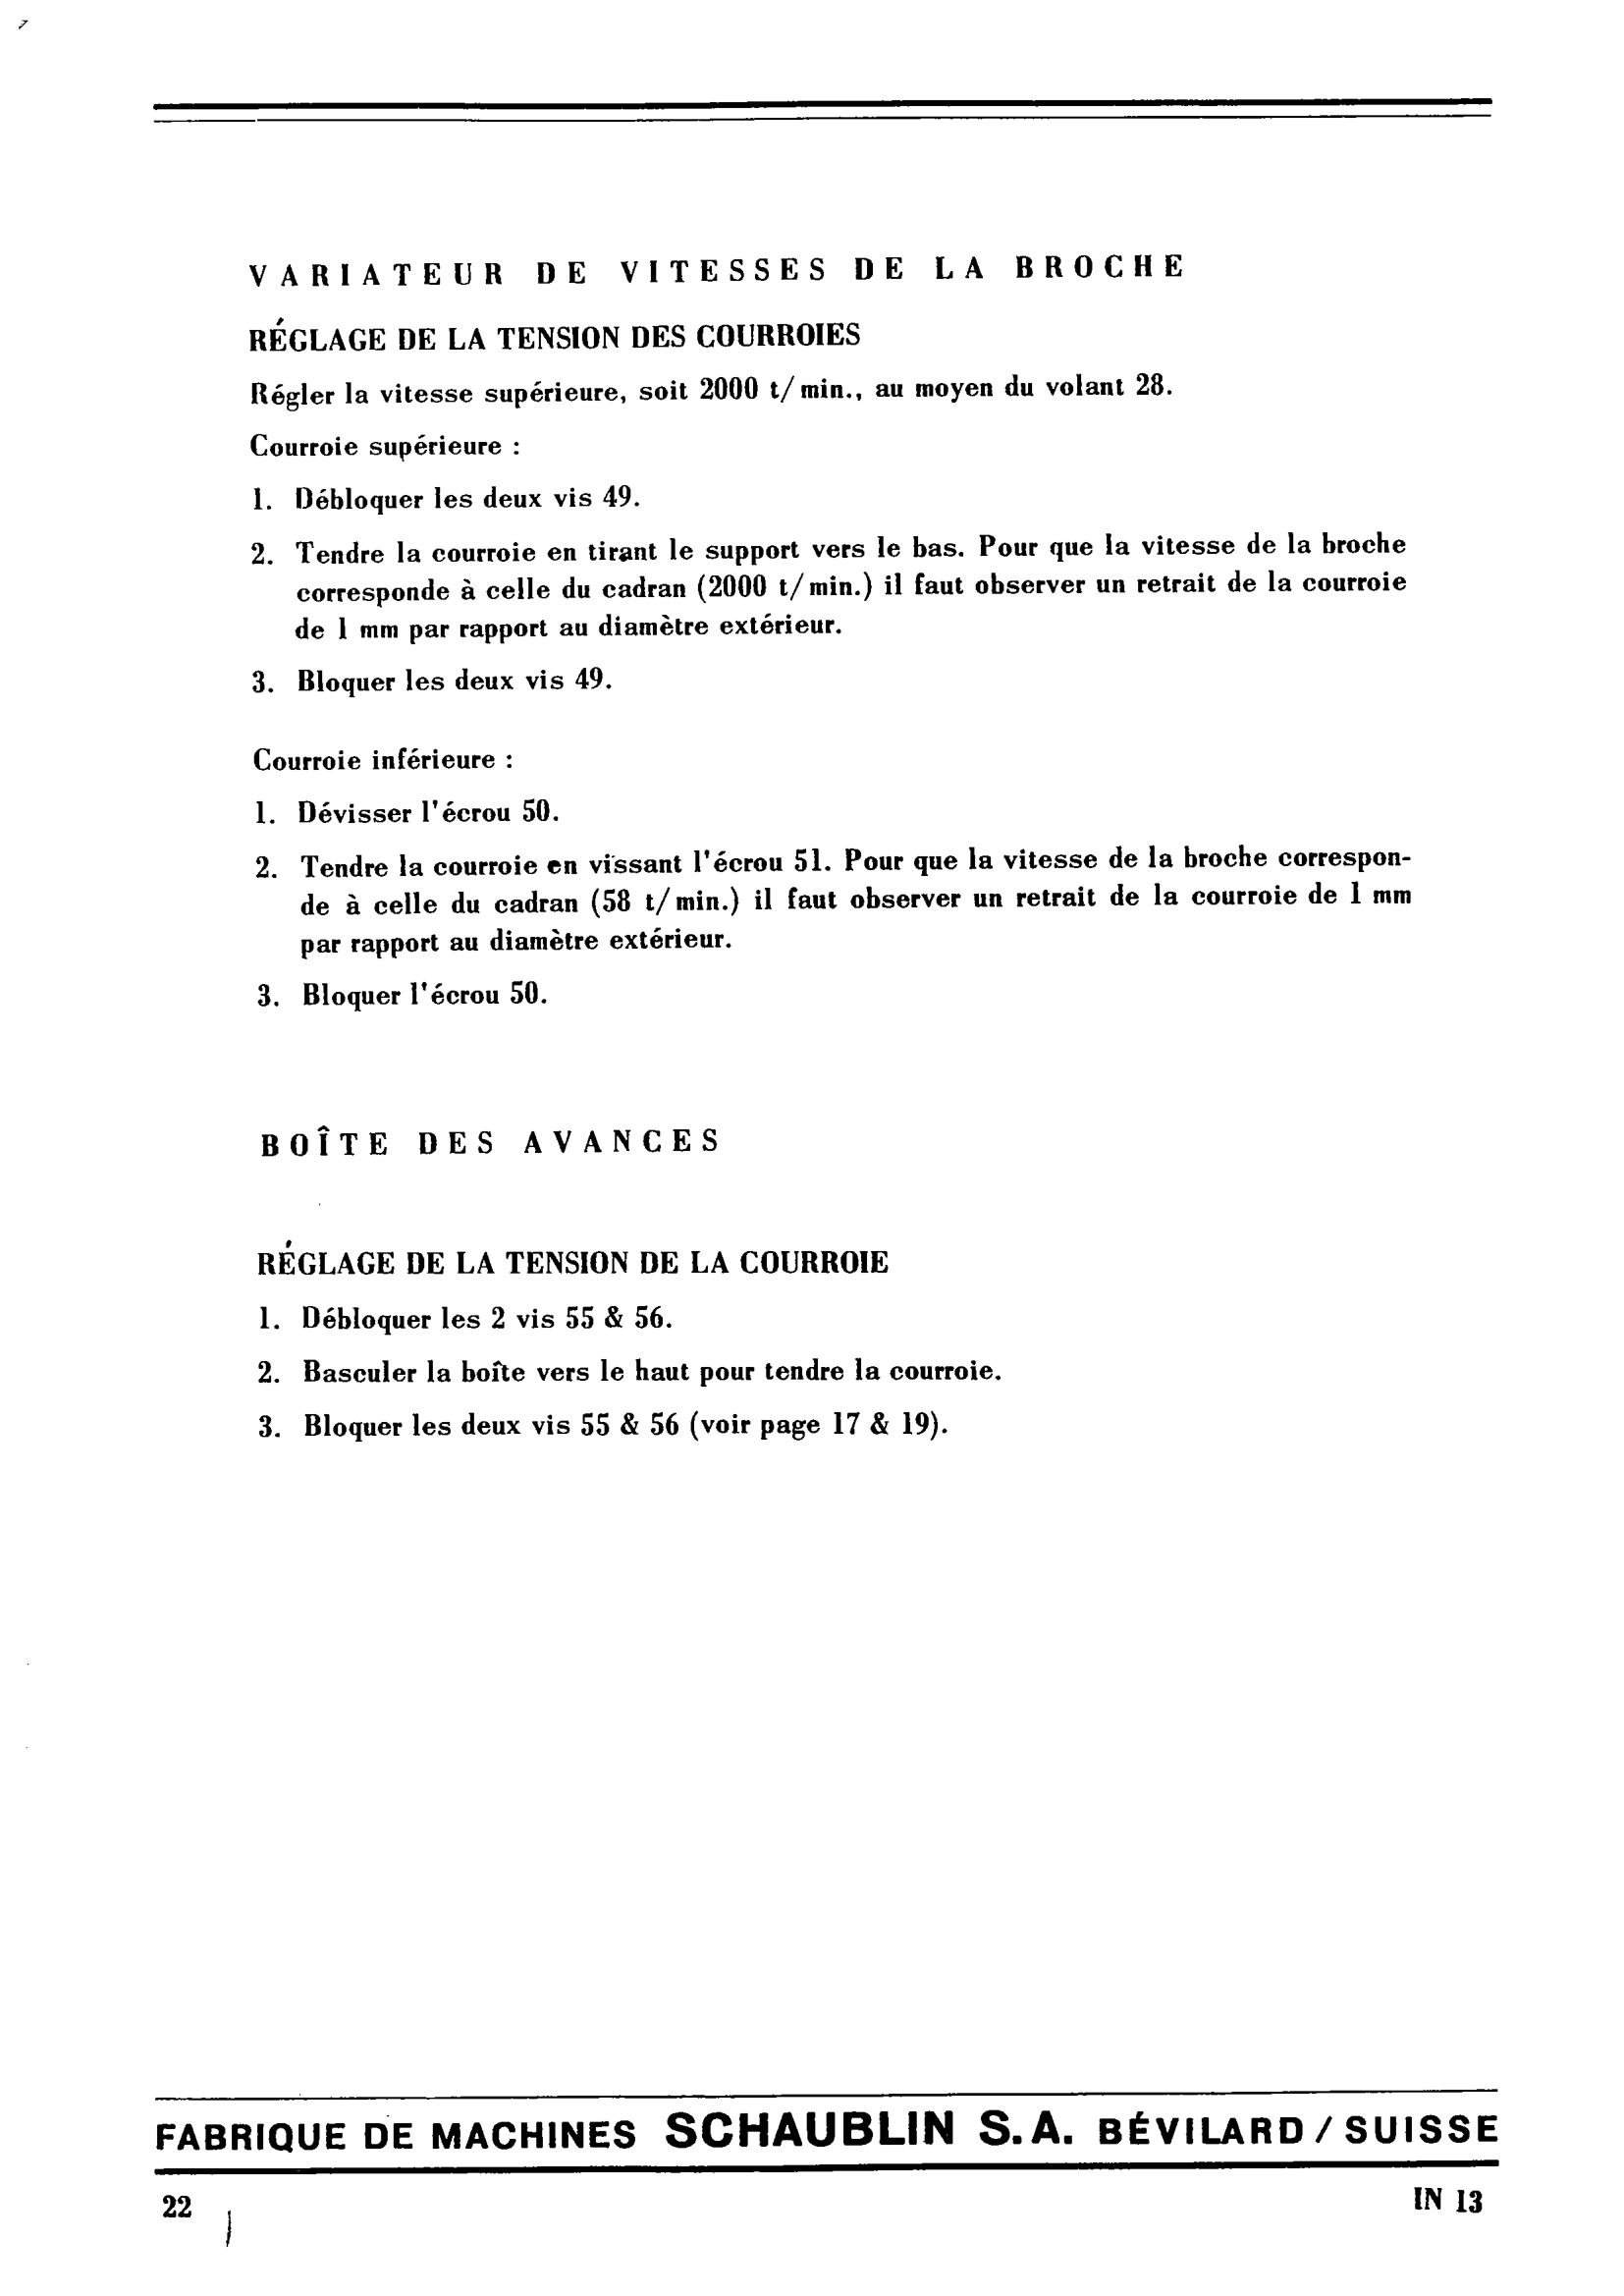 VARIATEUR DE VITESSES DE LA BROCHE
RÉGLAGE DE LA TENSION DES COURROIES
Régler la vitesse supérieure, soit 2000 t/min., au moyen du volant 28.
Courroie supérieure :
1. Débloquer les deux vis 49.
2. Tendre la courroie en tirant le support vers le bas. Pour que la vitesse de la broche
corresponde à celle du cadran (2000 t/min.) il faut observer un retrait de la courroie
de 1 mm par rapport au diamètre extérieur.
3. Bloquer les deux vis 49.
Courroie inférieure :
1. Dévisser l'écrou 50.
2. Tendre la courroie en vissant l'écrou 51. Pour que la vitesse de la broche correspon-
de à celle du cadran (58 t/min.) il faut observer un retrait de la courroie de 1 mm
par rapport au diamètre extérieur.
3. Bloquer l'écrou 50.
BOÎTE DES AVANCES
RÉGLAGE DE LA TENSION DE LA COURROIE
1. Débloquer les 2 vis 55 & 56.
2. Basculer la boîte vers le haut pour tendre la courroie.
3. Bloquer les deux vis 55 & 56 (voir page 17 & 19).
FABRIQUE DE MACHINES SCHAUBLIN S.A. BÉVILARD / SUISSE
22 IN 13